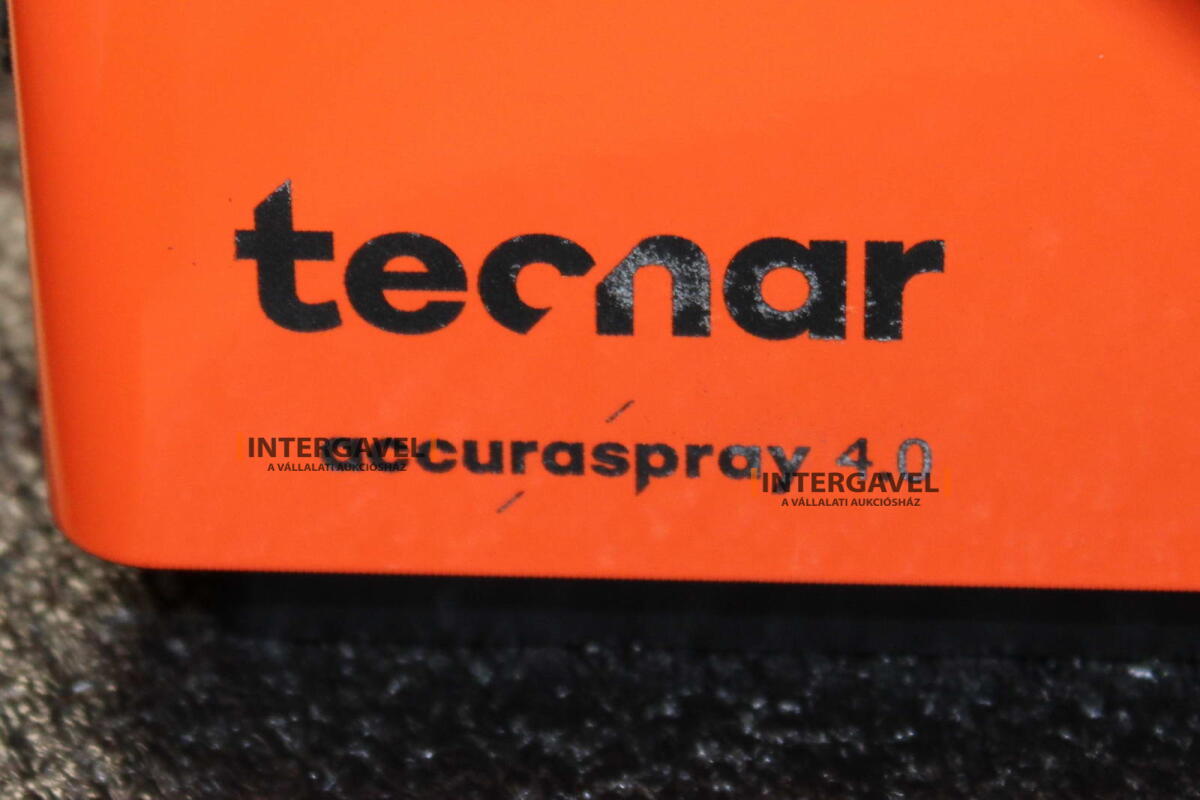 tecnar
accuraspray 4.0
INTERGAVEL
A VÁLLALATI AUKCIÓSHÁZ
INTERGAVEL
A VÁLLALATI AUKCIÓSHÁZ